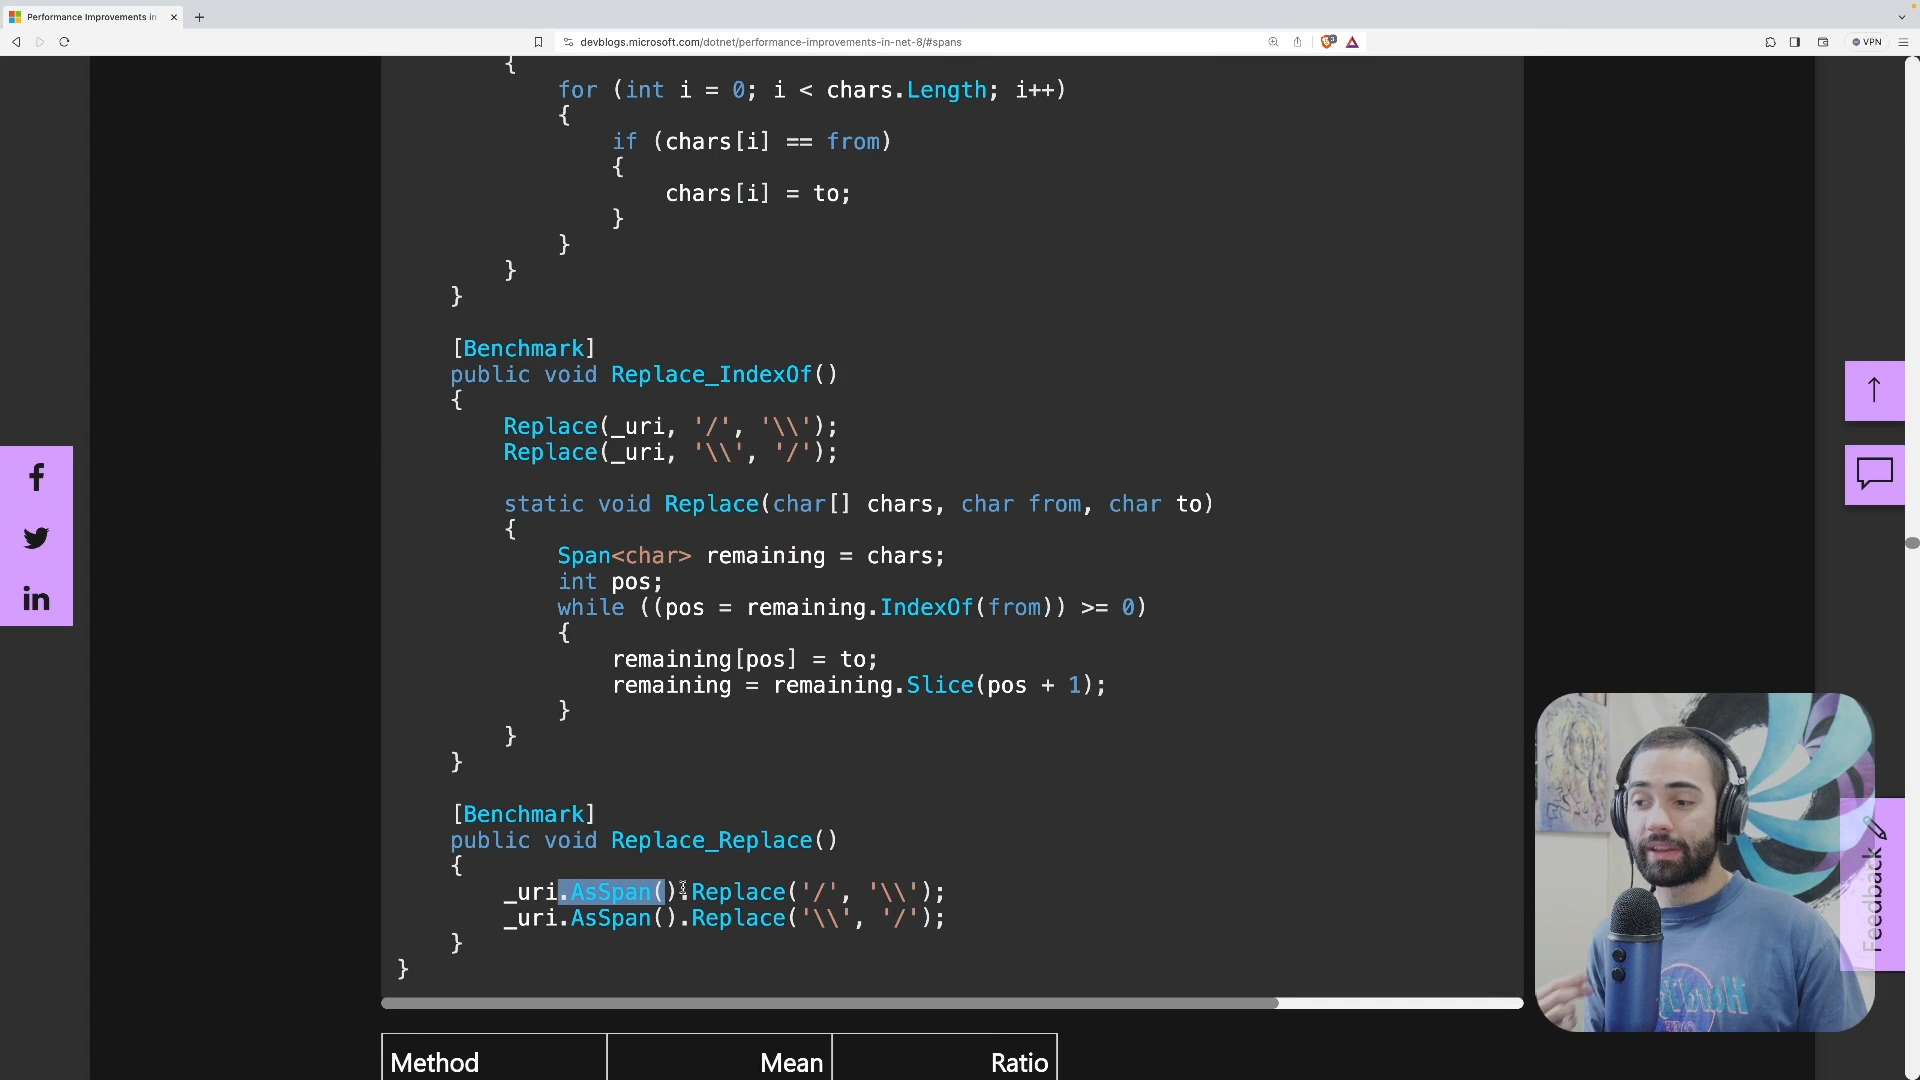 Performance Improvements in
devblogs.microsoft.com/dotnet/performance-improvements-in-net-8/#spans
VPN
{
for (int i = 0; i < chars.Length; i++)
{
if (chars[i] == from)
{
chars[i] = to;
}
}
}
}
[Benchmark]
public void Replace_IndexOf()
{
Replace(_uri, '/', '\\');
Replace(_uri, '\\', '/');
static void Replace(char[] chars, char from, char to)
{
Span<char> remaining = chars;
int pos;
while ((pos = remaining.IndexOf(from)) >= 0)
{
remaining[pos] = to;
remaining = remaining.Slice(pos + 1);
}
}
}
[Benchmark]
public void Replace_Replace()
{
_uri.AsSpan().Replace('/', '\\');
_uri.AsSpan().Replace('\\', '/');
}
}
Method Mean Ratio
Feedback